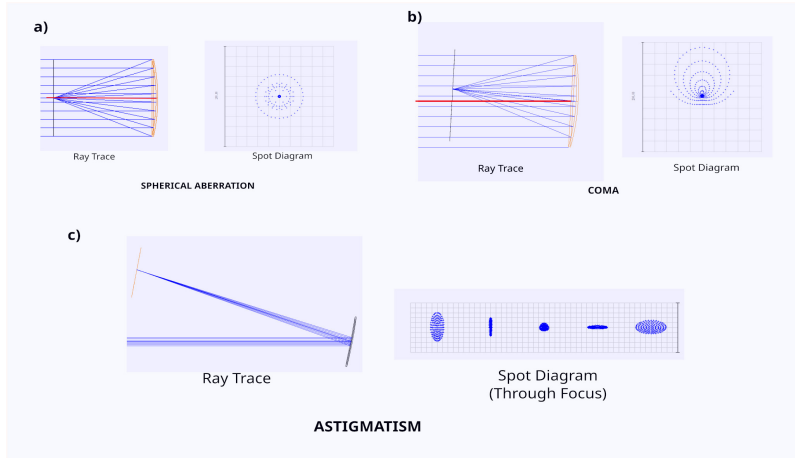 a)
Ray Trace
Spot Diagram
SPHERICAL ABERRATION
b)
Ray Trace
Spot Diagram
COMA
c)
Ray Trace
Spot Diagram
(Through Focus)
ASTIGMATISM